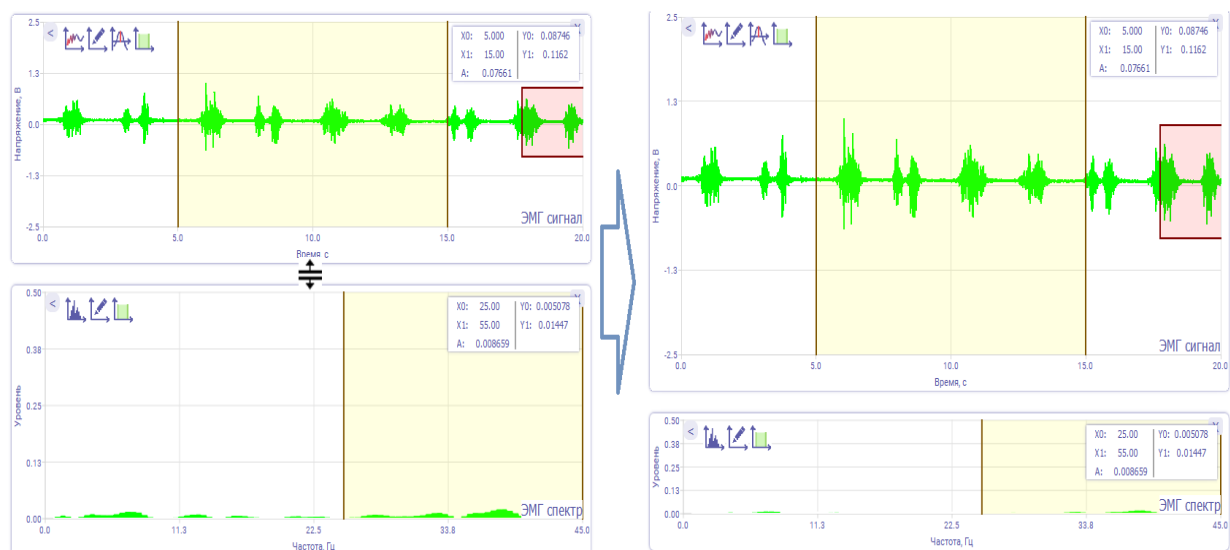 2.5
1.3
0.0
-1.3
-2.5
Напряжение, В
<
X0: 5.000 Y0: 0.08746
X1: 15.00 Y1: 0.1162
A: 0.07661
ЭМГ сигнал
0.0 5.0 10.0 15.0 20.0
Время, с
0.50
0.38
0.25
0.13
0.00
Уровень
<
X0: 25.00 Y0: 0.005078
X1: 55.00 Y1: 0.01447
A: 0.008659
ЭМГ спектр
0.0 11.3 22.5 33.8 45.0
Частота, Гц
2.5
1.3
0.0
-1.3
-2.5
Напряжение, В
<
X0: 5.000 Y0: 0.08746
X1: 15.00 Y1: 0.1162
A: 0.07661
ЭМГ сигнал
0.0 5.0 10.0 15.0 20.0
Время, с
0.50
0.38
0.25
0.13
0.00
Уровень
<
X0: 25.00 Y0: 0.005078
X1: 55.00 Y1: 0.01447
A: 0.008659
ЭМГ спектр
0.0 11.3 22.5 33.8 45.0
Частота, Гц